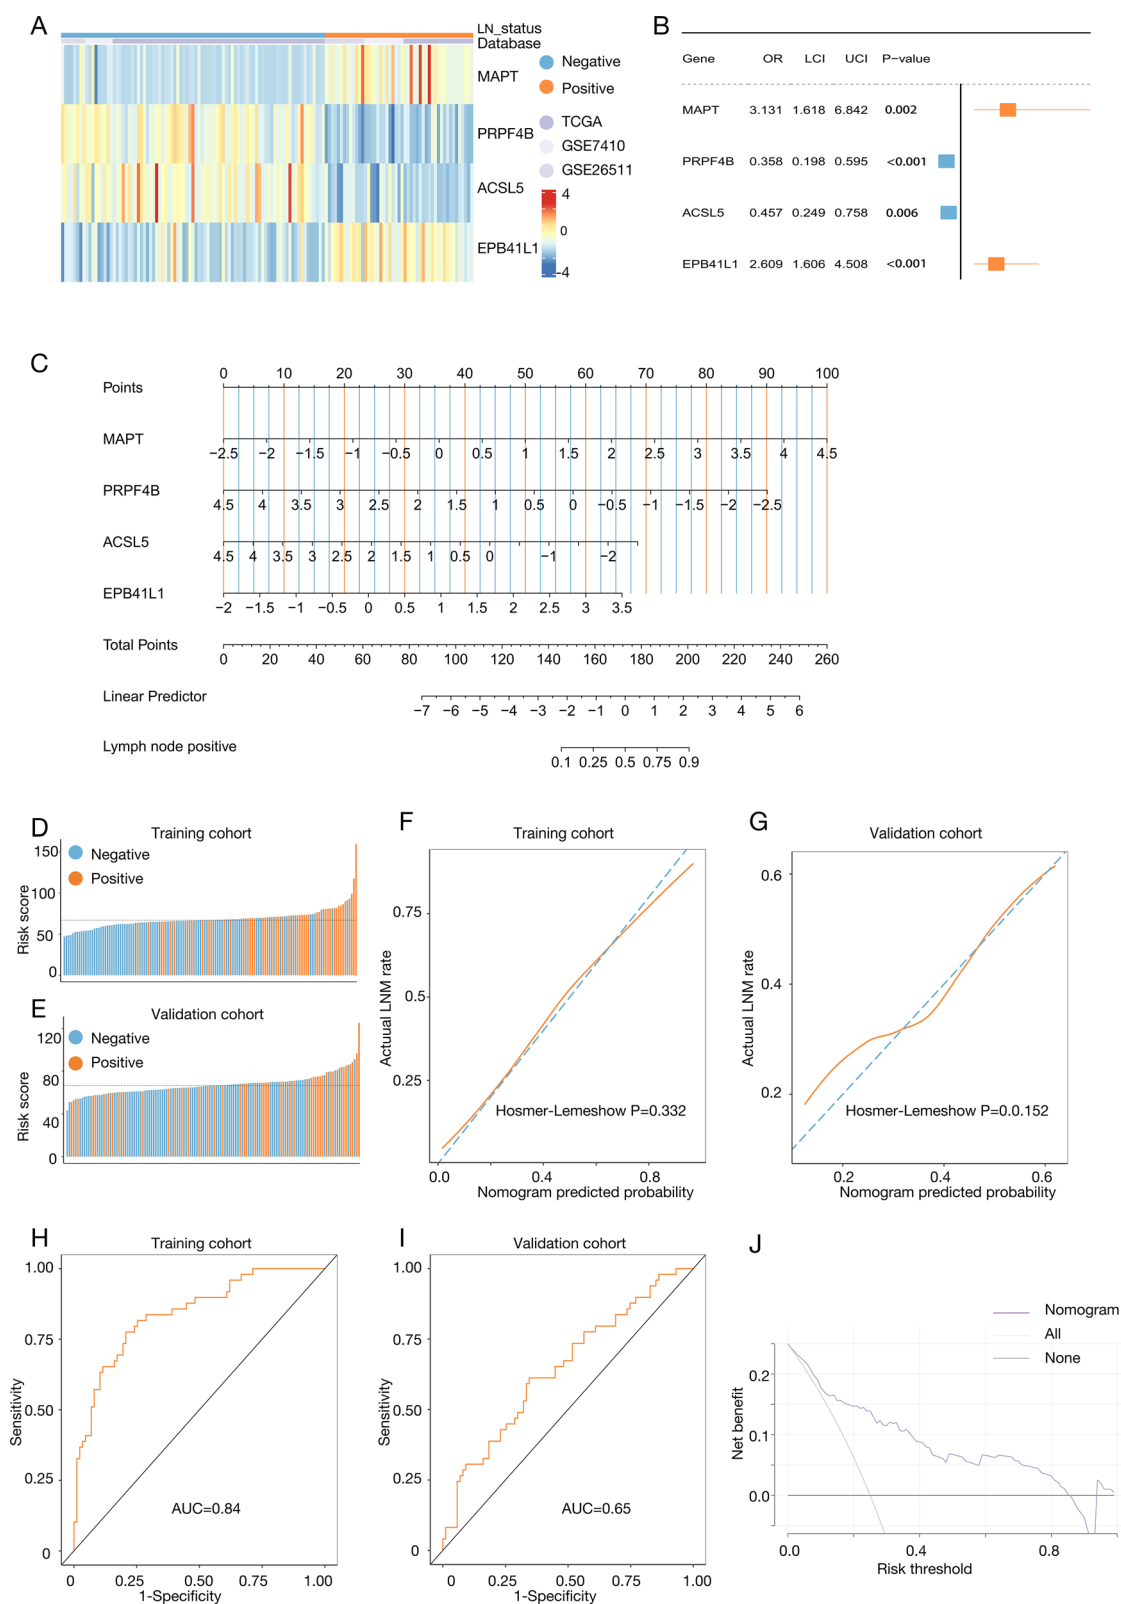 A
LN_status
Database
MAPT
PRPF4B
ACSL5
EPB41L1
Negative
Positive
TCGA
GSE7410
GSE26511
4
0
-4
B
Gene OR LCI UCI P-value
MAPT 3.131 1.618 6.842 0.002
PRPF4B 0.358 0.198 0.595 <0.001
ACSL5 0.457 0.249 0.758 0.006
EPB41L1 2.609 1.606 4.508 <0.001
C
0 10 20 30 40 50 60 70 80 90 100
Points
MAPT
-2.5 -2 -1.5 -1 -0.5 0 0.5 1 1.5 2 2.5 3 3.5 4 4.5
PRPF4B
4.5 4 3.5 3 2.5 2 1.5 1 0.5 0 -0.5 -1 -1.5 -2 -2.5
ACSL5
4.5 4 3.5 3 2.5 2 1.5 1 0.5 0 -1 -2
EPB41L1
-2 -1.5 -1 -0.5 0 0.5 1 1.5 2 2.5 3 3.5
Total Points
0 20 40 60 80 100 120 140 160 180 200 220 240 260
Linear Predictor
-7 -6 -5 -4 -3 -2 -1 0 1 2 3 4 5 6
Lymph node positive
0.1 0.25 0.5 0.75 0.9
D
Training cohort
Negative
Positive
Risk score
150
100
50
0
E
Validation cohort
Negative
Positive
Risk score
120
80
40
0
F
Training cohort
Actuual LNM rate
0.75
0.5
0.25
Hosmer-Lemeshow P=0.332
0.0 0.4 0.8
Nomogram predicted probability
G
Validation cohort
Actuual LNM rate
0.6
0.4
0.2
Hosmer-Lemeshow P=0.0.152
0.2 0.4 0.6
Nomogram predicted probability
H
Training cohort
Sensitivity
1.00
0.75
0.50
0.25
0
AUC=0.84
0 0.25 0.50 0.75 1.00
1-Specificity
I
Validation cohort
Sensitivity
1.00
0.75
0.50
0.25
0
AUC=0.65
0 0.25 0.50 0.75 1.00
1-Specificity
J
Nomogram
All
None
Net benefit
0.2
0.1
0.0
0.0 0.4 0.8
Risk threshold